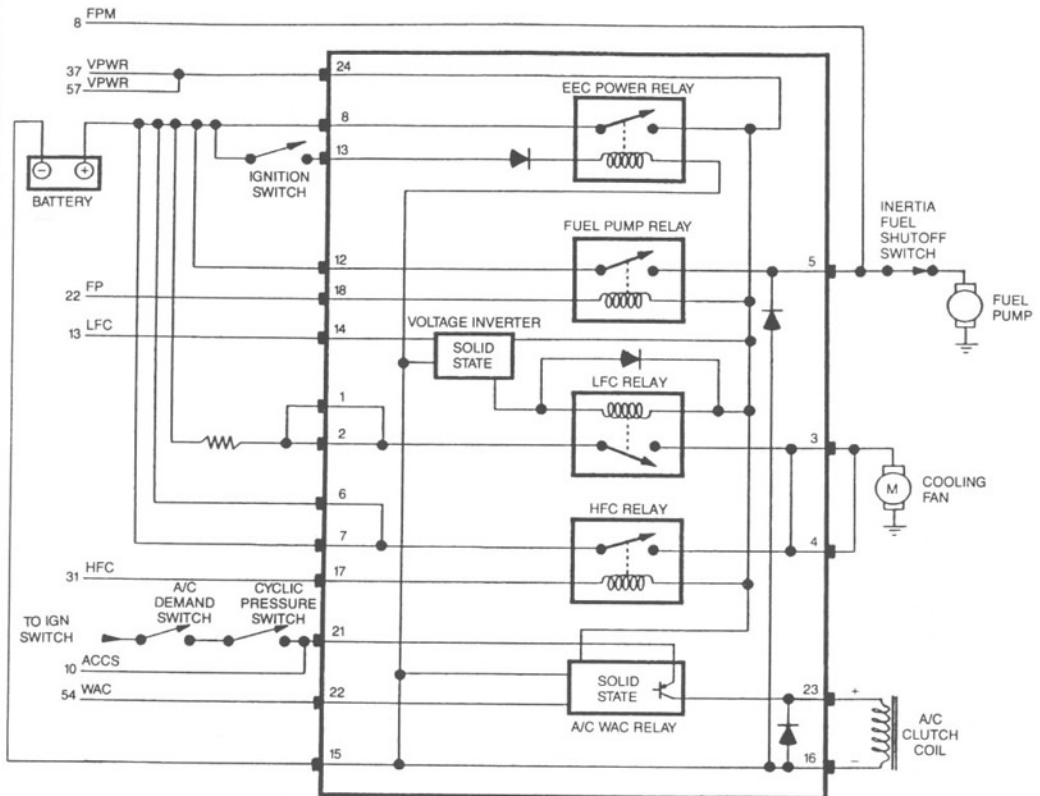 8 FPM
37 VPWR
57 VPWR
24
EEC POWER RELAY
8
13
IGNITION
SWITCH
BATTERY
− +
FUEL PUMP RELAY
INERTIA
FUEL
SHUTOFF
SWITCH
12
5
22 FP
18
FUEL
PUMP
13 LFC
14
VOLTAGE INVERTER
SOLID
STATE
LFC RELAY
1
2
3
M
COOLING
FAN
6
HFC RELAY
7
4
31 HFC
17
A/C
DEMAND
SWITCH
CYCLIC
PRESSURE
SWITCH
TO IGN
SWITCH
21
10 ACCS
54 WAC
22
SOLID
STATE
A/C WAC RELAY
23
+
A/C
CLUTCH
COIL
15
16
−